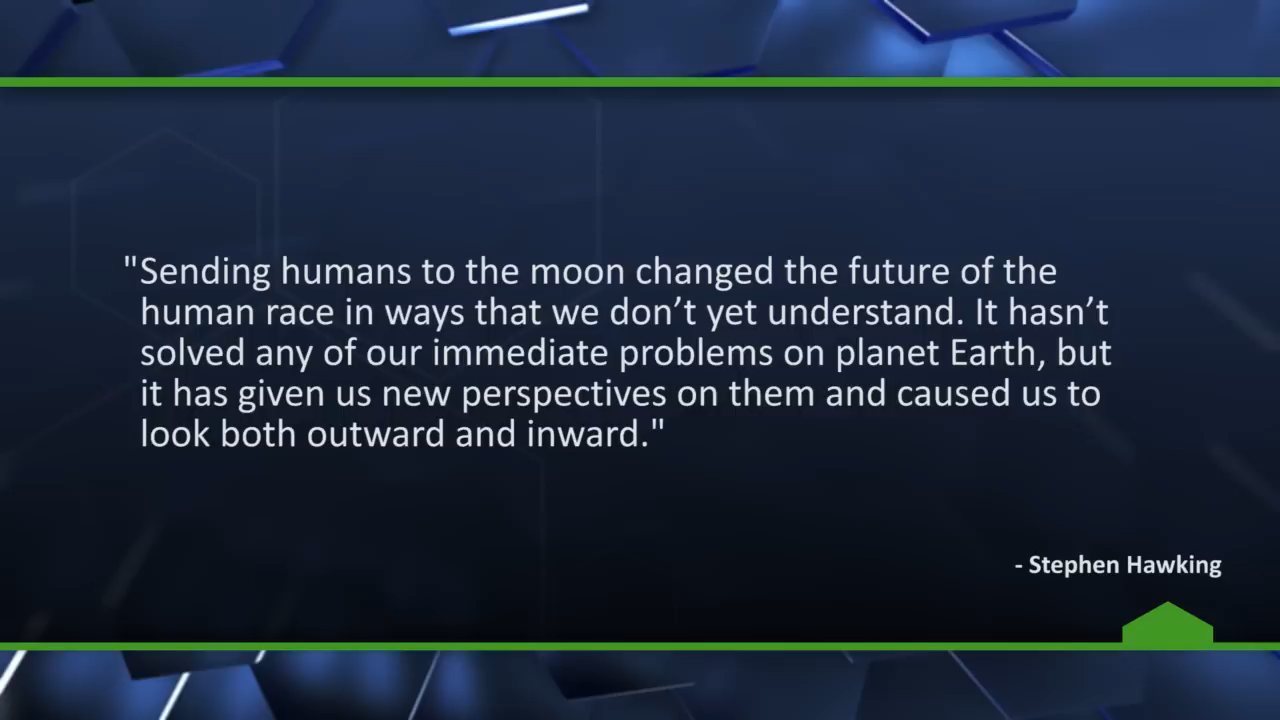 "Sending humans to the moon changed the future of the
human race in ways that we don’t yet understand. It hasn’t
solved any of our immediate problems on planet Earth, but
it has given us new perspectives on them and caused us to
look both outward and inward."
- Stephen Hawking